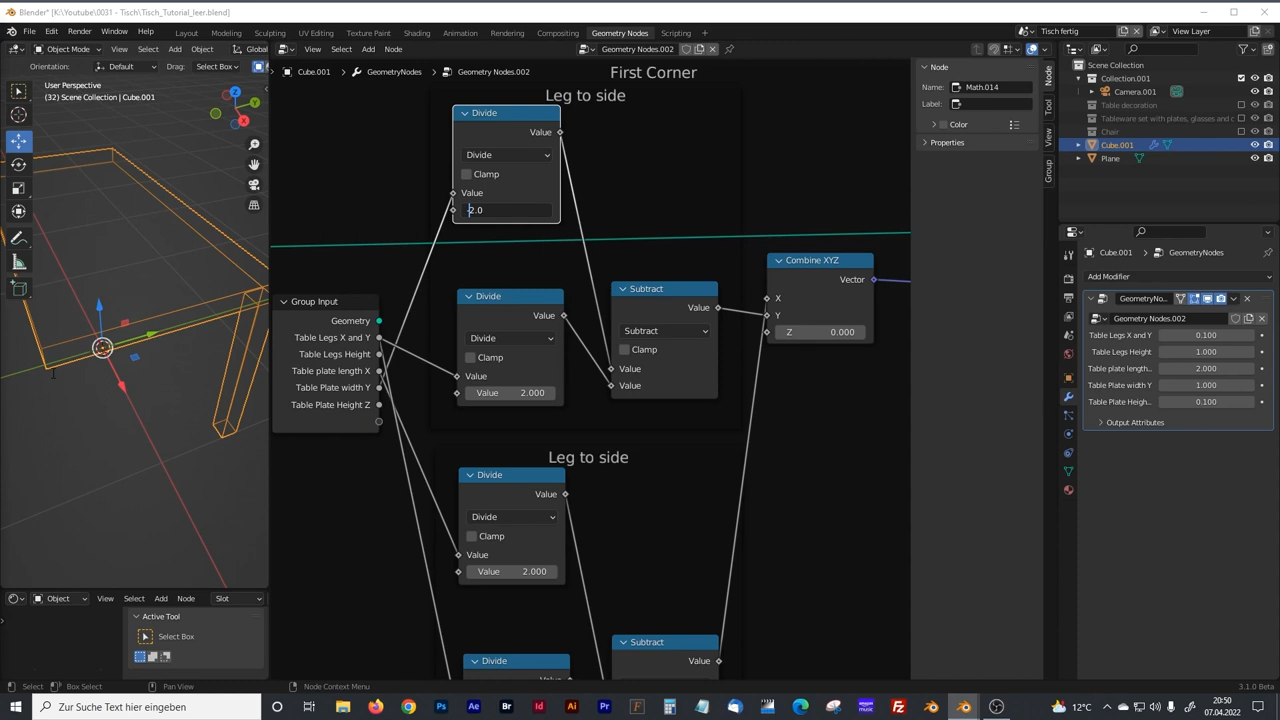 Blender* [K:\Youtube\0031 - Tisch\Tisch_Tutorial_leer.blend]
File Edit Render Window Help
Layout Modeling Sculpting UV Editing Texture Paint Shading Animation Rendering Compositing Geometry Nodes Scripting
Tisch fertig
View Layer
Object Mode View Select Add Global
View Select Add Node
Geometry Nodes.002
Orientation: Default Drag: Select Box
Cube.001 GeometryNodes Geometry Nodes.002
User Perspective
(32) Scene Collection | Cube.001
Z
Y
X
First Corner
Leg to side
Divide
Value
Divide
Clamp
Value
-2.0
Group Input
Geometry
Table Legs X and Y
Table Legs Height
Table plate length X
Table Plate width Y
Table Plate Height Z
Divide
Value
Divide
Clamp
Value
Value 2.000
Subtract
Value
Subtract
Clamp
Value
Value
Combine XYZ
Vector
X
Y
Z 0.000
Leg to side
Divide
Value
Divide
Clamp
Value
Value 2.000
Divide
Subtract
Value
Node
Name: Math.014
Label:
Color
Properties
Node
Tool
View
Group
Scene Collection
Collection.001
Camera.001
Table decoration
Tableware set with plates, glasses and c
Chair
Cube.001
Plane
Cube.001 GeometryNodes
Add Modifier
GeometryNo...
Geometry Nodes.002
Table Legs X and Y 0.100
Table Legs Height 1.000
Table plate length... 2.000
Table Plate width Y 1.000
Table Plate Heigh... 0.100
Output Attributes
Object View Select Add Node Slot
Active Tool
Select Box
Select Box Select Pan View Node Context Menu 3.1.0 Beta
Zur Suche Text hier eingeben
12°C
20:50
07.04.2022